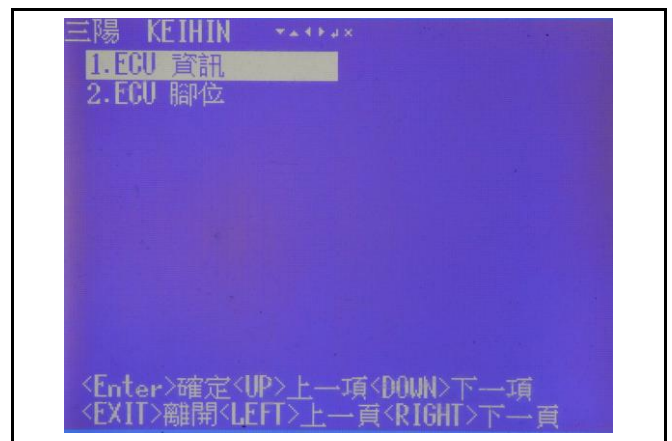 三陽 KEIHIN ▼▲◀▶↲×
1.ECU 資訊
2.ECU 腳位
<Enter>確定<UP>上一項<DOWN>下一項
<EXIT>離開<LEFT>上一頁<RIGHT>下一頁